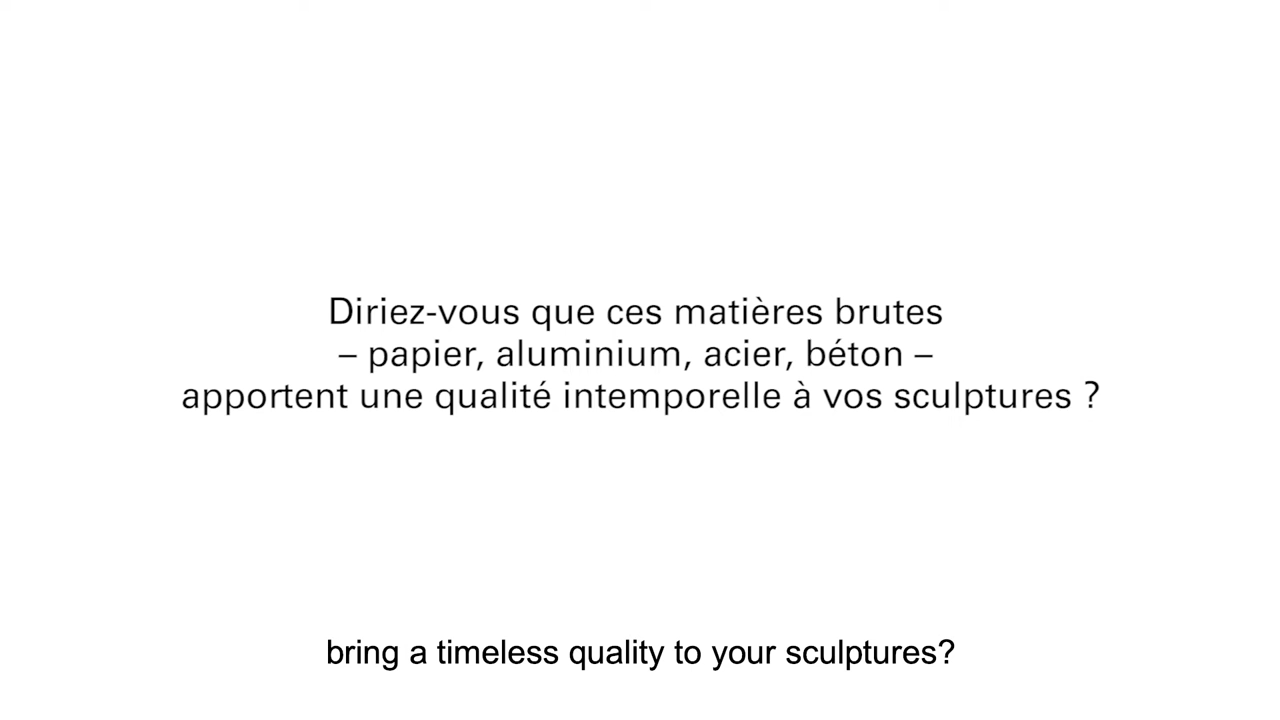 Diriez-vous que ces matières brutes
– papier, aluminium, acier, béton –
apportent une qualité intemporelle à vos sculptures ?
bring a timeless quality to your sculptures?